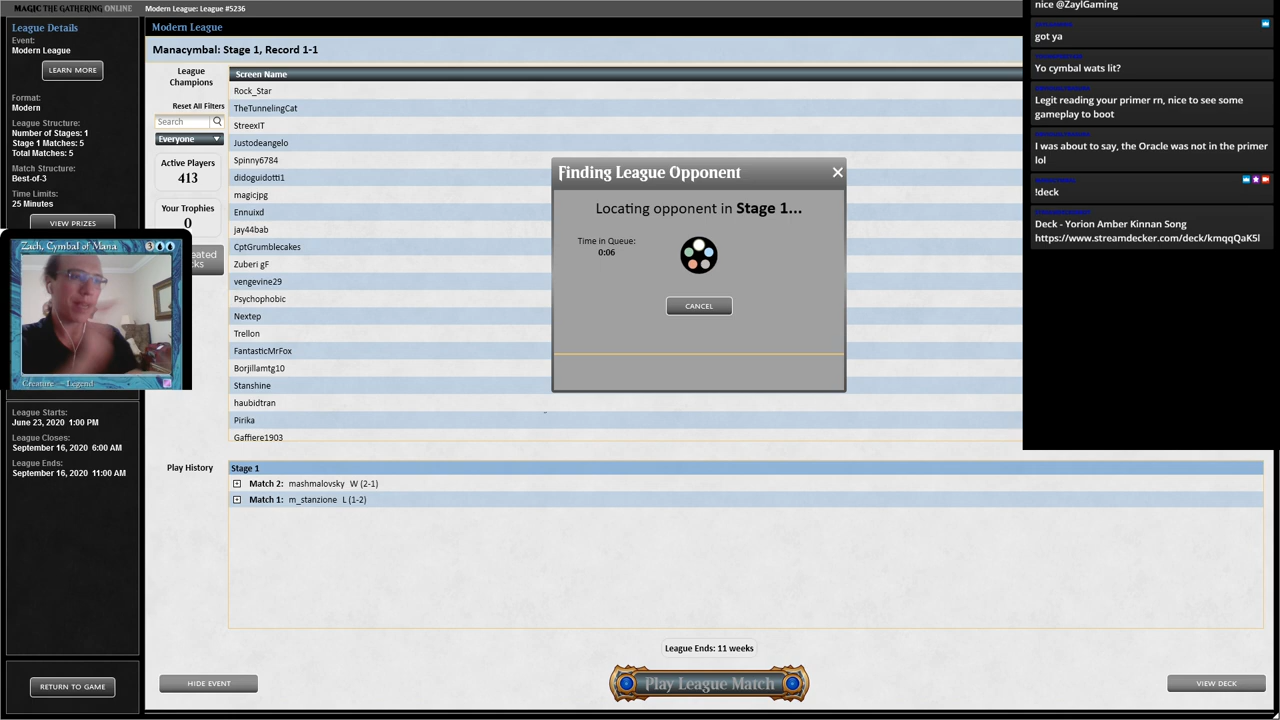 MAGIC THE GATHERING ONLINE
Modern League: League #5236
League Details
Event:
Modern League
LEARN MORE
Format:
Modern
League Structure:
Number of Stages: 1
Stage 1 Matches: 5
Total Matches: 5
Match Structure:
Best-of-3
Time Limits:
25 Minutes
VIEW PRIZES
Zach, Cymbal of Mana
3
Creature — Legend
League Starts:
June 23, 2020 1:00 PM
League Closes:
September 16, 2020 6:00 AM
League Ends:
September 16, 2020 11:00 AM
RETURN TO GAME
Modern League
Manacymbal: Stage 1, Record 1-1
League
Champions
Reset All Filters
Search
Everyone
Active Players
413
Your Trophies
0
Screen Name
Rock_Star
TheTunnelingCat
StreexIT
Justodeangelo
Spinny6784
didoguidotti1
magicjpg
Ennuixd
jay44bab
CptGrumblecakes
Zuberi gF
vengevine29
Psychophobic
Nextep
Trellon
FantasticMrFox
Borjillamtg10
Stanshine
haubidtran
Pirika
Gaffiere1903
Finding League Opponent
Locating opponent in Stage 1...
Time in Queue:
0:06
CANCEL
Play History
Stage 1
Match 2: mashmalovsky W (2-1)
Match 1: m_stanzione L (1-2)
League Ends: 11 weeks
HIDE EVENT
Play League Match
VIEW DECK
nice @ZaylGaming
got ya
Yo cymbal wats lit?
Legit reading your primer rn, nice to see some
gameplay to boot
I was about to say, the Oracle was not in the primer
lol
!deck
Deck - Yorion Amber Kinnan Song
https://www.streamdecker.com/deck/kmqqQaK5l